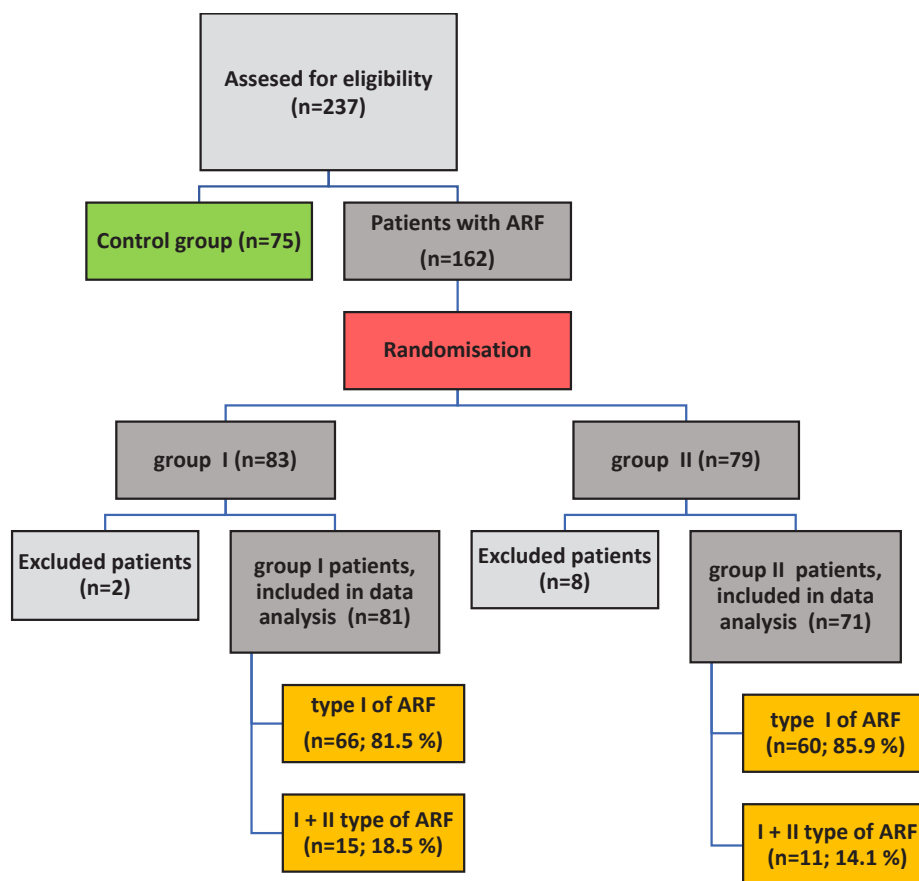 Assesed for eligibility
(n=237)
Control group (n=75)
Patients with ARF
(n=162)
Randomisation
group I (n=83)
group II (n=79)
Excluded patients
(n=2)
group I patients,
included in data
analysis (n=81)
Excluded patients
(n=8)
group II patients,
included in data
analysis (n=71)
type I of ARF
(n=66; 81.5 %)
I + II type of ARF
(n=15; 18.5 %)
type I of ARF
(n=60; 85.9 %)
I + II type of ARF
(n=11; 14.1 %)